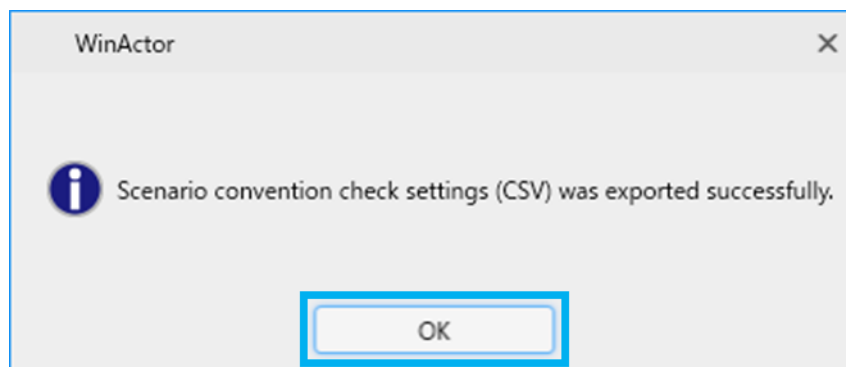 WinActor
Scenario convention check settings (CSV) was exported successfully.
OK